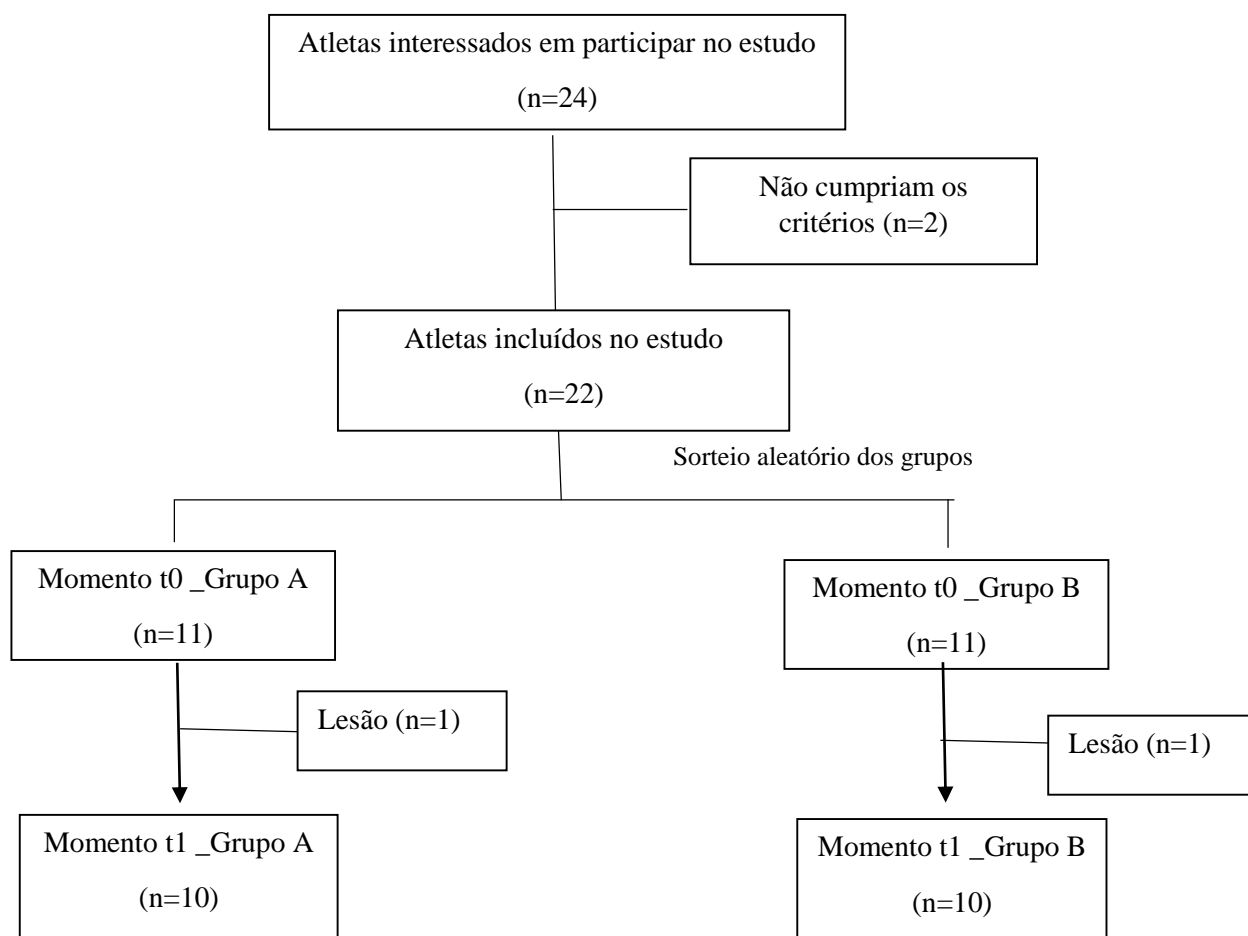 Atletas interessados em participar no estudo
(n=24)
Não cumpriam os
critérios (n=2)
Atletas incluídos no estudo
(n=22)
Sorteio aleatório dos grupos
Momento t0 _Grupo A
(n=11)
Momento t0 _Grupo B
(n=11)
Lesão (n=1)
Lesão (n=1)
Momento t1 _Grupo A
(n=10)
Momento t1 _Grupo B
(n=10)